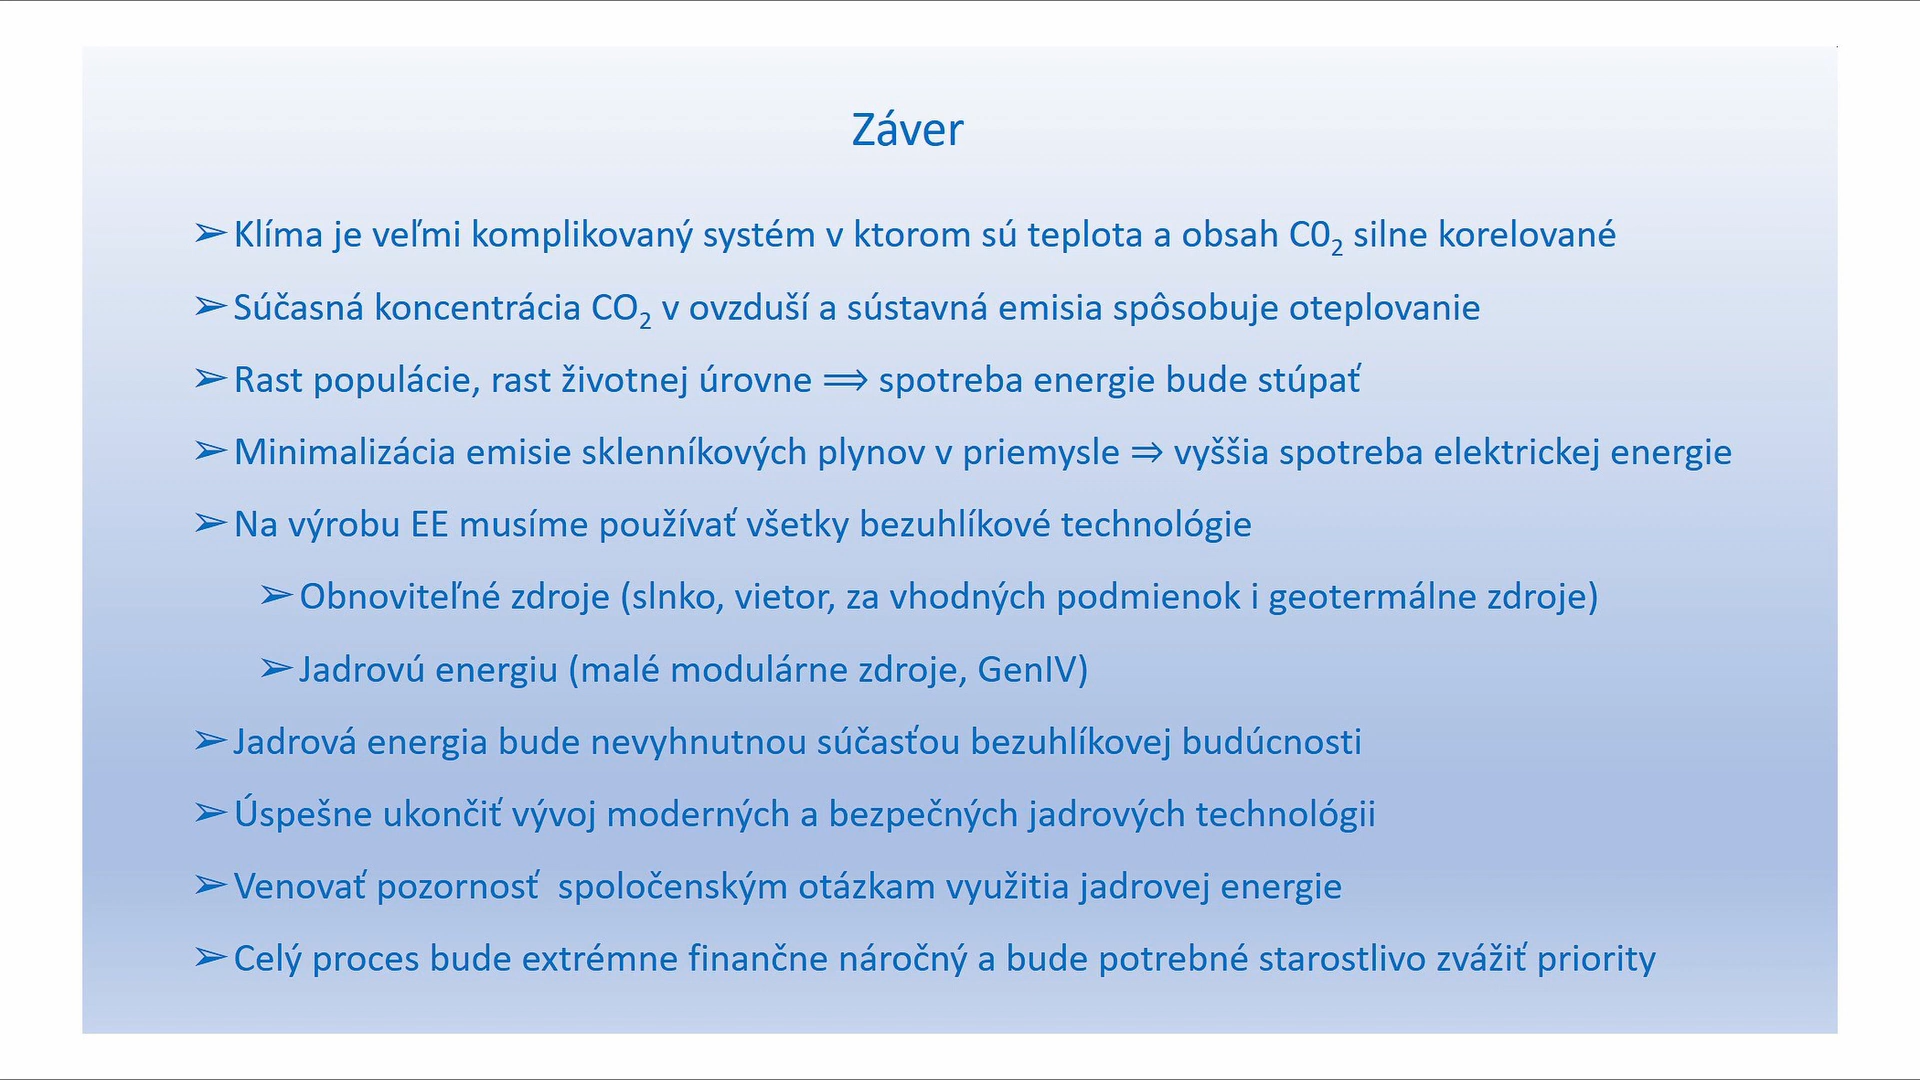 Záver
➢Klíma je veľmi komplikovaný systém v ktorom sú teplota a obsah C0₂ silne korelované
➢Súčasná koncentrácia CO₂ v ovzduší a sústavná emisia spôsobuje oteplovanie
➢Rast populácie, rast životnej úrovne ⟹ spotreba energie bude stúpať
➢Minimalizácia emisie sklenníkových plynov v priemysle ⇒ vyššia spotreba elektrickej energie
➢Na výrobu EE musíme používať všetky bezuhlíkové technológie
➢Obnoviteľné zdroje (slnko, vietor, za vhodných podmienok i geotermálne zdroje)
➢Jadrovú energiu (malé modulárne zdroje, GenIV)
➢Jadrová energia bude nevyhnutnou súčasťou bezuhlíkovej budúcnosti
➢Úspešne ukončiť vývoj moderných a bezpečných jadrových technológii
➢Venovať pozornosť  spoločenským otázkam využitia jadrovej energie
➢Celý proces bude extrémne finančne náročný a bude potrebné starostlivo zvážiť priority